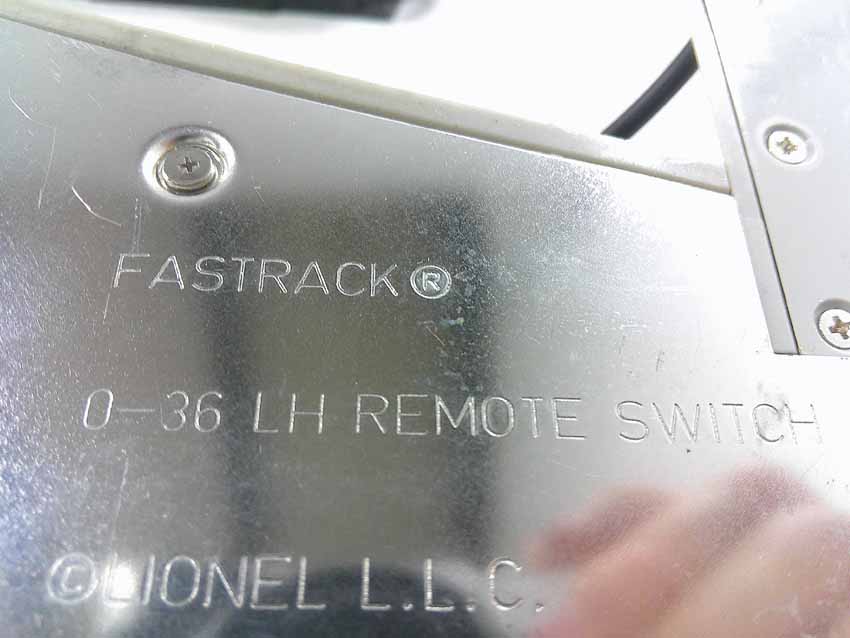 FASTRACK®
0-36 LH REMOTE SWITCH
©LIONEL L.L.C.